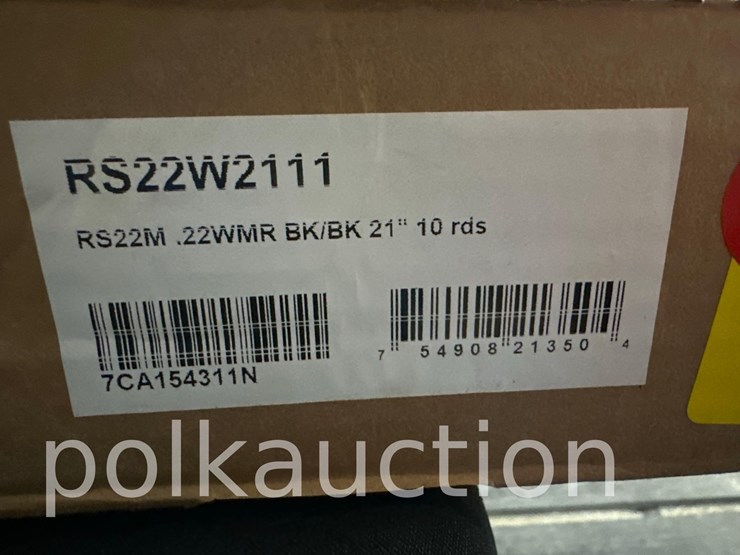 RS22W2111
RS22M .22WMR BK/BK 21" 10 rds
7CA154311N
7 54908 21350 4
polkauction